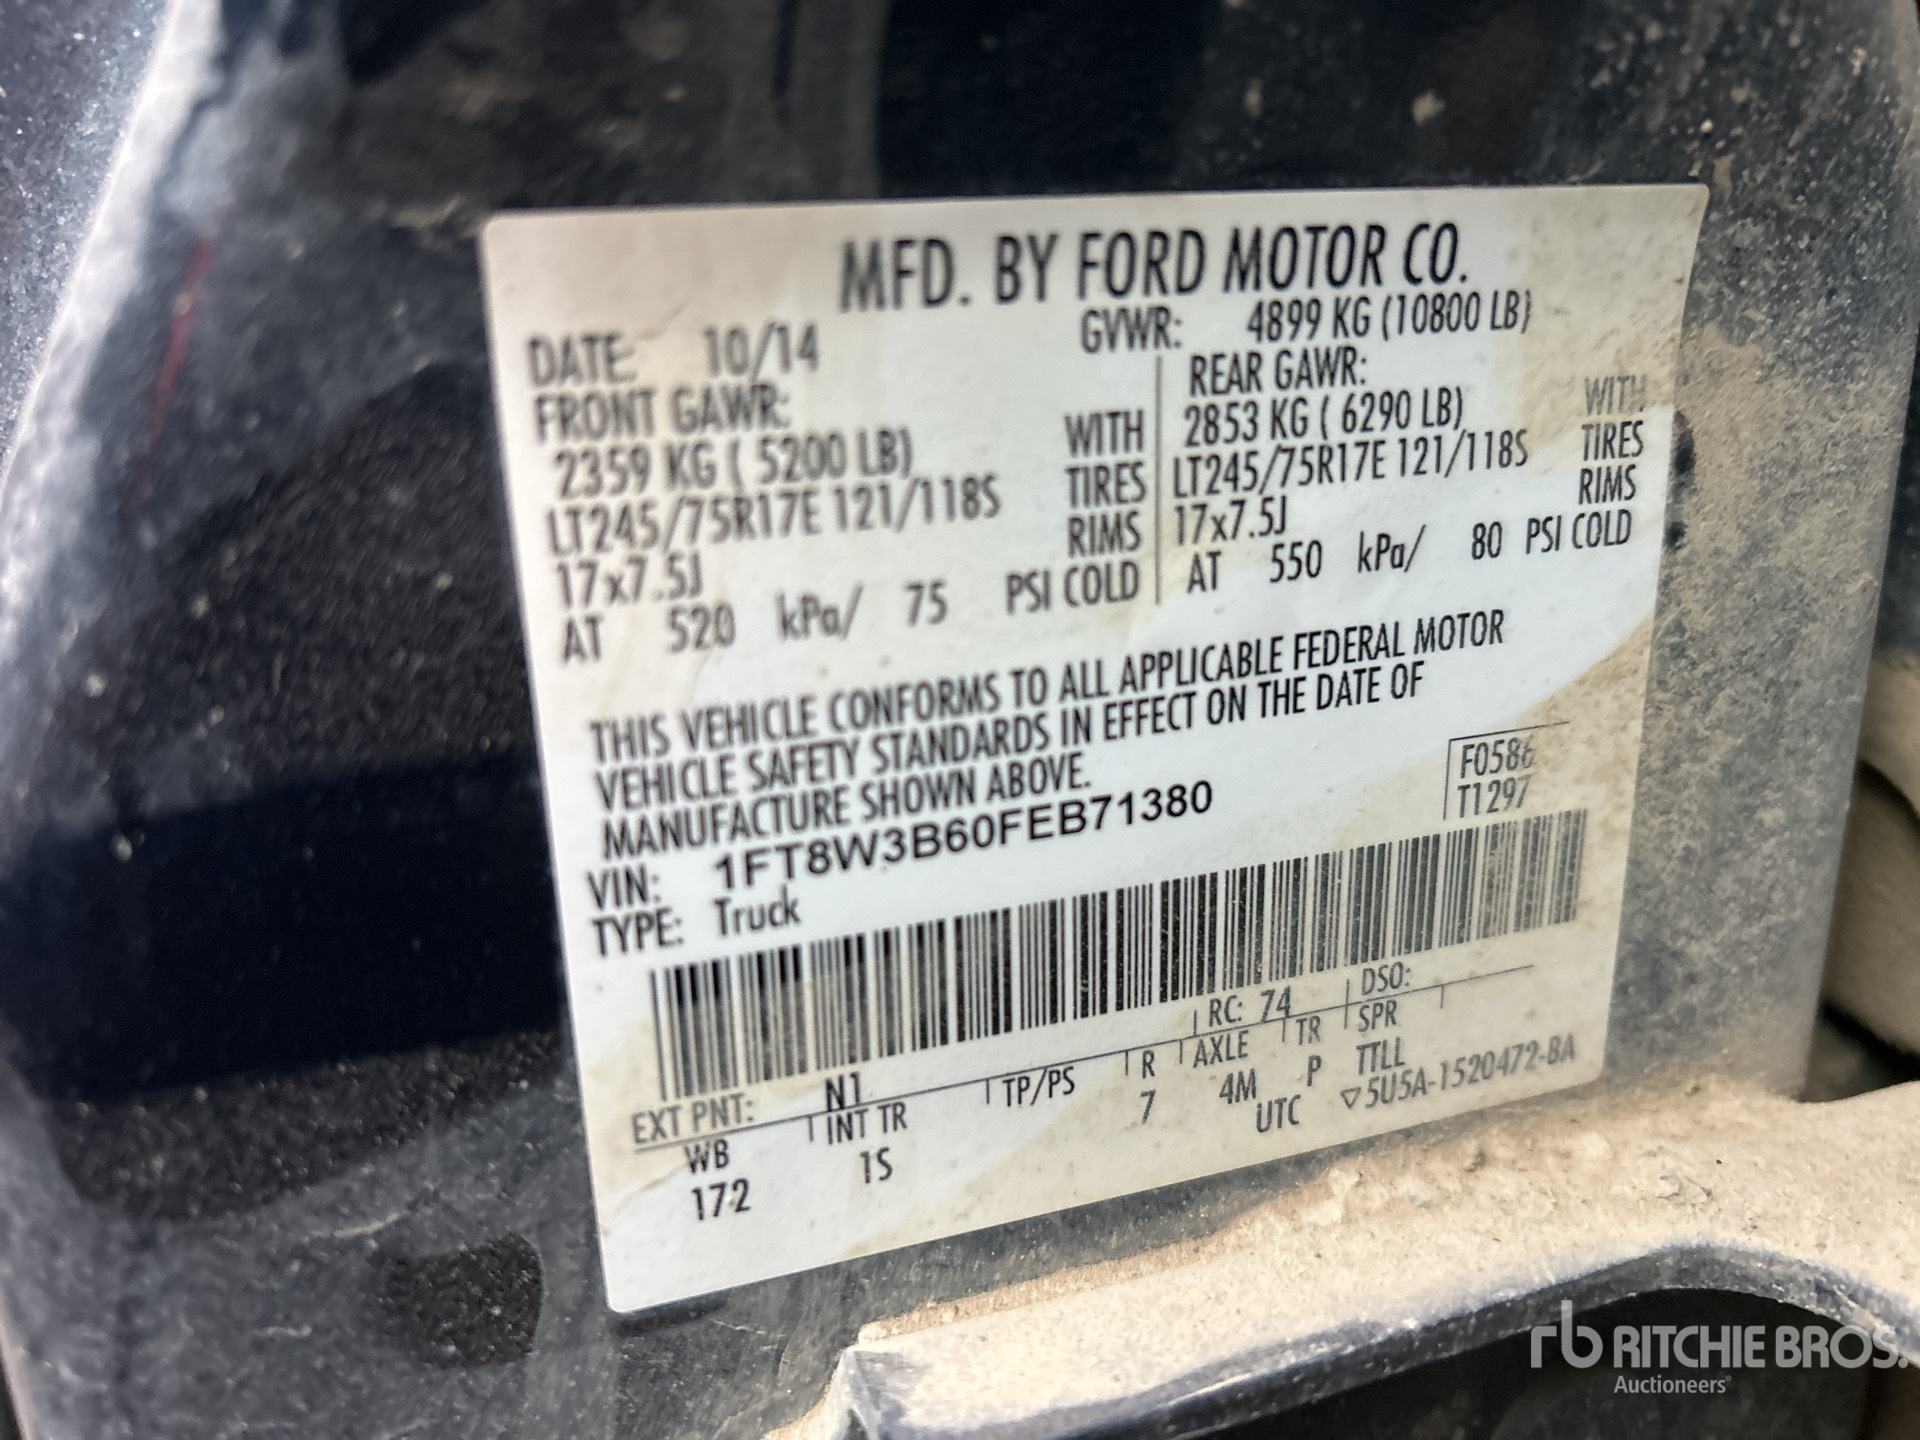 MFD. BY FORD MOTOR CO.
DATE: 10/14 GVWR: 4899 KG (10800 LB)
FRONT GAWR: REAR GAWR:
2359 KG ( 5200 LB) WITH 2853 KG ( 6290 LB) WITH
LT245/75R17E 121/118S TIRES LT245/75R17E 121/118S TIRES
17x7.5J RIMS 17x7.5J RIMS
AT 520 kPa/ 75 PSI COLD AT 550 kPa/ 80 PSI COLD
THIS VEHICLE CONFORMS TO ALL APPLICABLE FEDERAL MOTOR
VEHICLE SAFETY STANDARDS IN EFFECT ON THE DATE OF
MANUFACTURE SHOWN ABOVE.
F0586
VIN: 1FT8W3B60FEB71380 T1297
TYPE: Truck
RC: 74 DSO:
EXT PNT: N1
WB INT TR TP/PS R AXLE TR SPR
172 1S 7 4M P TTLL
UTC ▽5U5A-1520472-BA
rb RITCHIE BROS.
Auctioneers